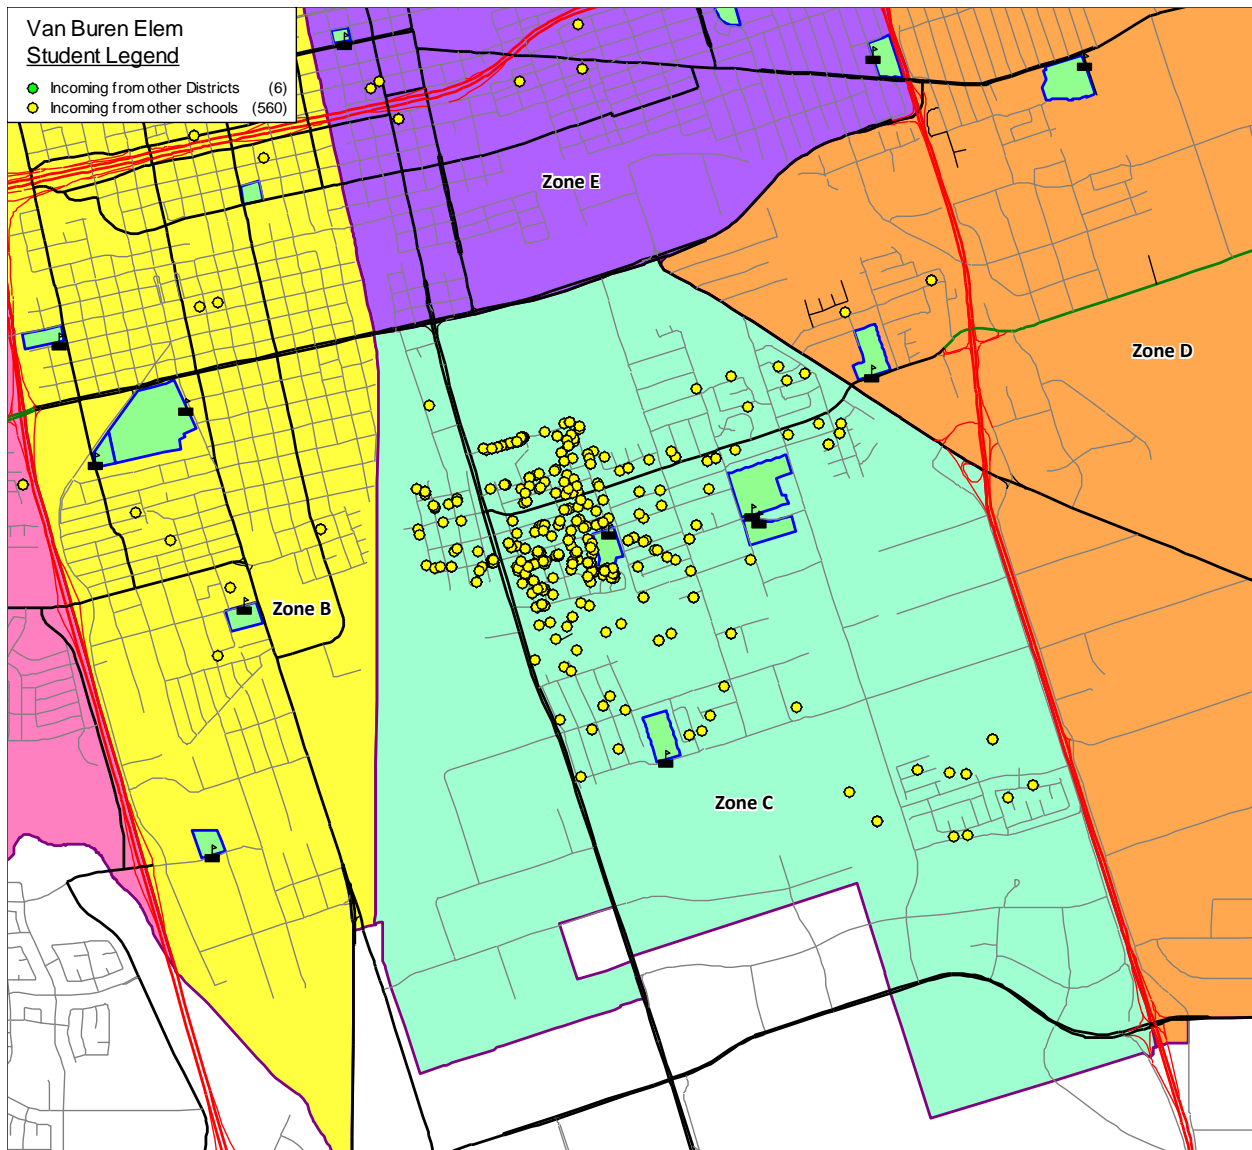 Van Buren Elem
Student Legend
Incoming from other Districts (6)
Incoming from other schools (560)
Zone E
Zone D
Zone B
Zone C